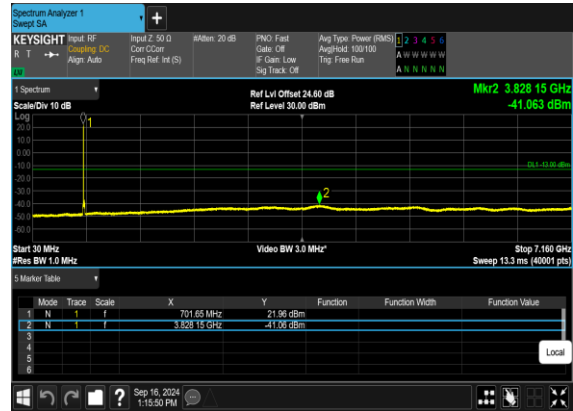 Spectrum Analyzer 1
Swept SA
+
KEYSIGHT
R T
LW
Input: RF
Coupling: DC
Align: Auto
Input Z: 50 Ω
Corr CCorr
Freq Ref: Int (S)
#Atten: 20 dB
PNO: Fast
Gate: Off
IF Gain: Low
Sig Track: Off
Avg Type: Power (RMS)
Avg|Hold: 100/100
Trig: Free Run
1 2 3 4 5 6
A W W W W W
A N N N N N
1 Spectrum
Scale/Div 10 dB
Ref Lvl Offset 24.60 dB
Ref Level 30.00 dBm
Mkr2 3.828 15 GHz
-41.063 dBm
Log
20.0
10.0
0.00
-10.0
-20.0
-30.0
-40.0
-50.0
-60.0
1
2
DL1 -13.00 dBm
Start 30 MHz
#Res BW 1.0 MHz
Video BW 3.0 MHz*
Stop 7.160 GHz
Sweep 13.3 ms (40001 pts)
5 Marker Table
Mode Trace Scale X Y Function Function Width Function Value
1 N 1 f 701.65 MHz 21.96 dBm
2 N 1 f 3.828 15 GHz -41.06 dBm
3
4
5
6
Local
?
Sep 16, 2024
1:15:50 PM